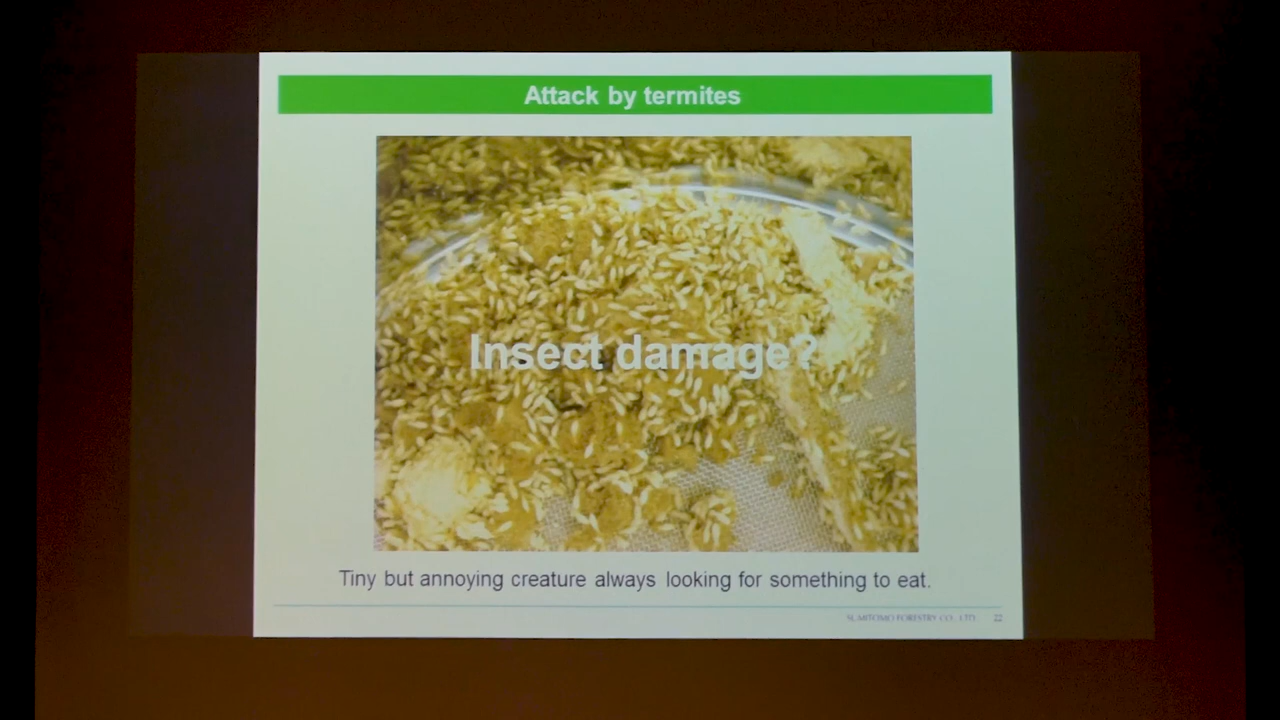 Attack by termites
Insect damage?
Tiny but annoying creature always looking for something to eat.
SUMITOMO FORESTRY CO., LTD. 22